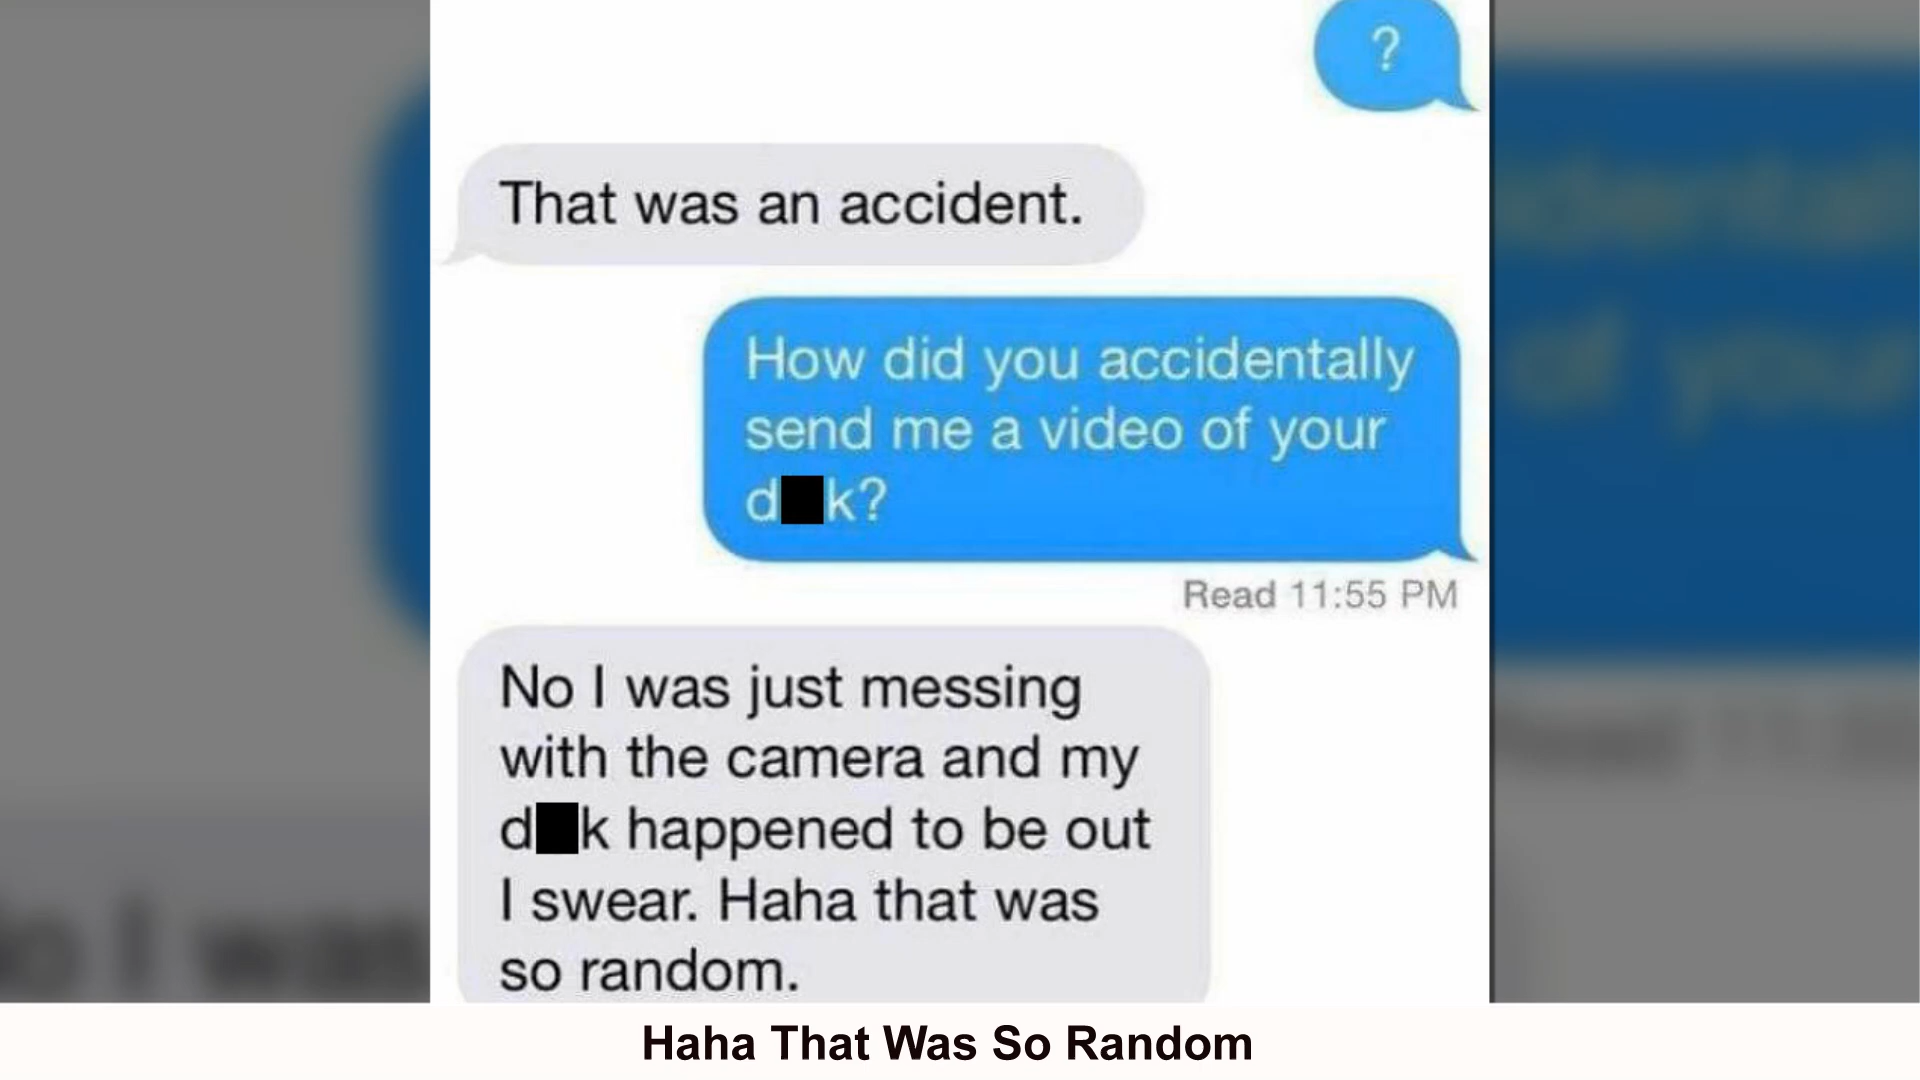 ?
That was an accident.
How did you accidentally
send me a video of your
d■k?
Read 11:55 PM
No I was just messing
with the camera and my
d■k happened to be out
I swear. Haha that was
so random.
Haha That Was So Random